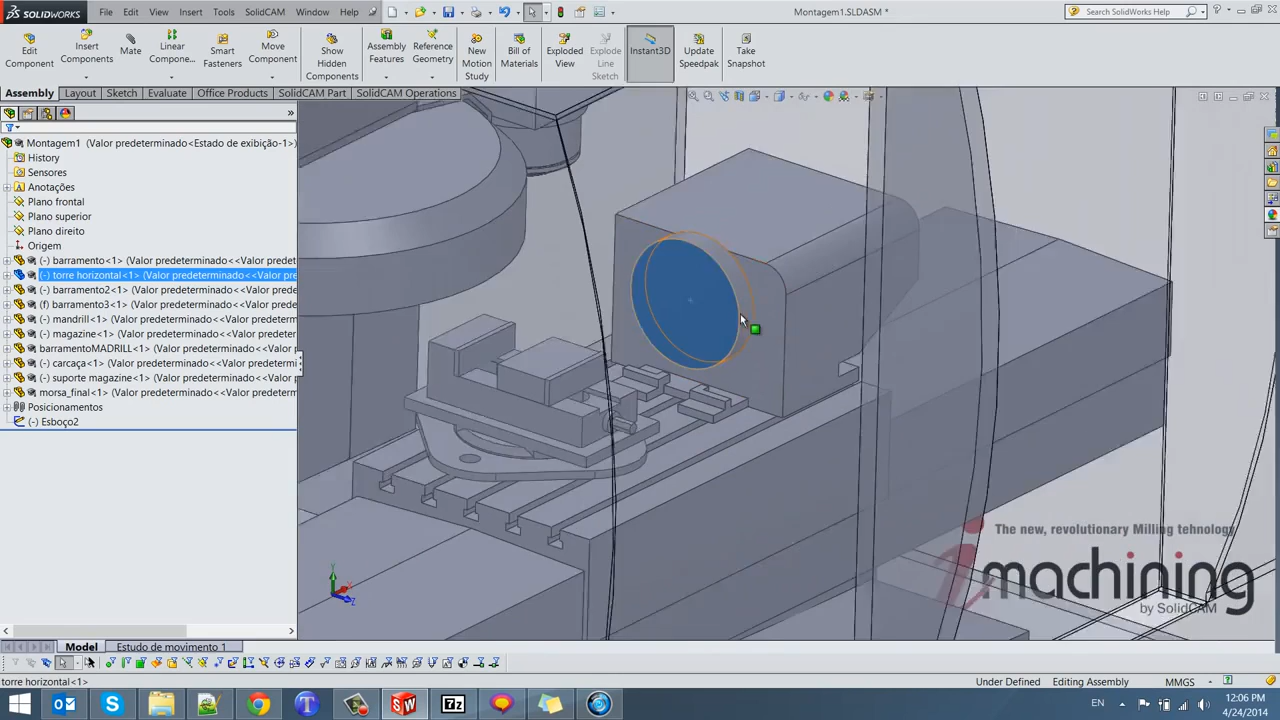 SOLIDWORKS File Edit View Insert Tools SolidCAM Window Help Montagem1.SLDASM * Search SolidWorks Help
Edit Component
Insert Components
Mate
Linear Compone...
Smart Fasteners
Move Component
Show Hidden Components
Assembly Features
Reference Geometry
New Motion Study
Bill of Materials
Exploded View
Explode Line Sketch
Instant3D
Update Speedpak
Take Snapshot
Assembly Layout Sketch Evaluate Office Products SolidCAM Part SolidCAM Operations
Montagem1 (Valor predeterminado<Estado de exibição-1>)
History
Sensores
Anotações
Plano frontal
Plano superior
Plano direito
Origem
(-) barramento<1> (Valor predeterminado<<Valor predet
(-) torre horizontal<1> (Valor predeterminado<<Valor pre
(-) barramento2<1> (Valor predeterminado<<Valor prede
(f) barramento3<1> (Valor predeterminado<<Valor prede
(-) mandrill<1> (Valor predeterminado<<Valor predeterm
(-) magazine<1> (Valor predeterminado<<Valor predeterm
barramentoMADRILL<1> (Valor predeterminado<<Valor
(-) carcaça<1> (Valor predeterminado<<Valor predetermi
(-) suporte magazine<1> (Valor predeterminado<<Valor p
morsa_final<1> (Valor predeterminado<<Valor predeterm
Posicionamentos
(-) Esboço2
The new, revolutionary Milling tehnology
imachining
by SolidCAM
Y X Z
Model Estudo de movimento 1
torre horizontal<1> Under Defined Editing Assembly MMGS
EN 12:06 PM
4/24/2014